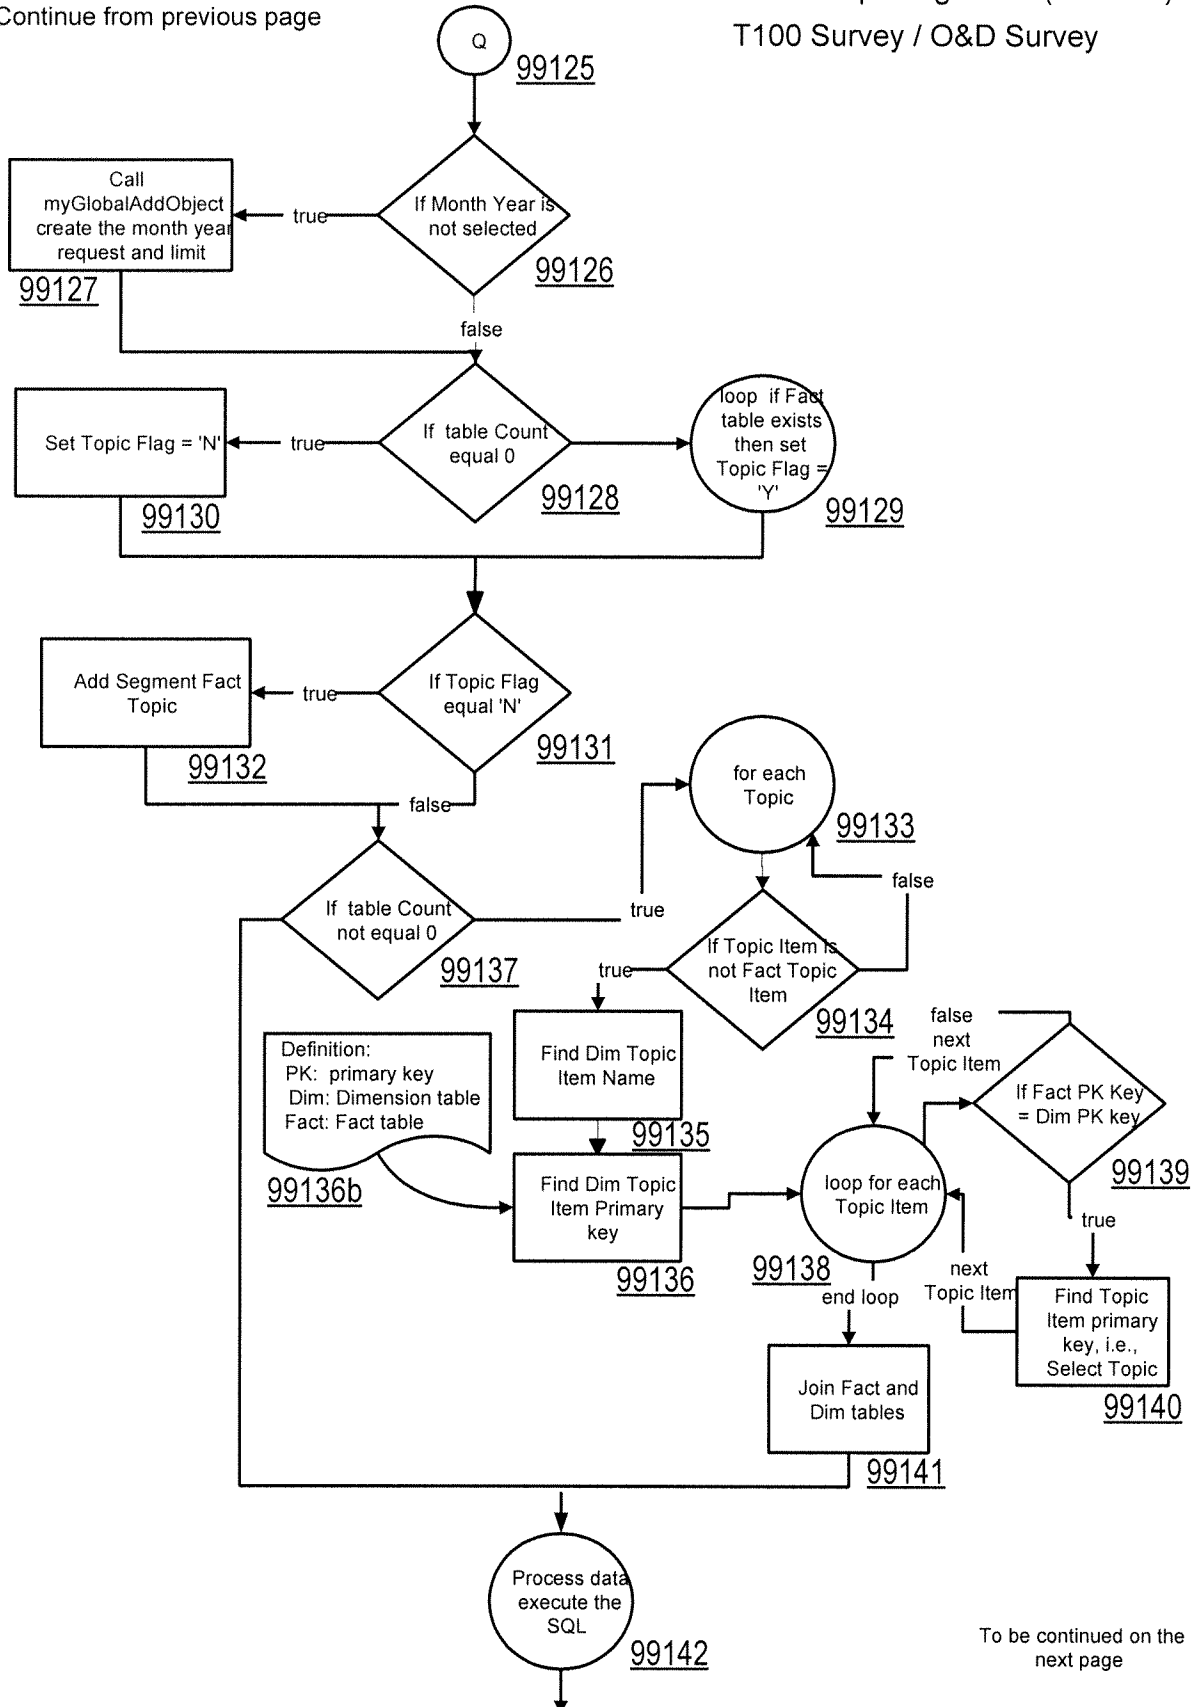 Continue from previous page
T100 Survey / O&D Survey
Q
99125
If Month Year is
not selected
99126
true
Call
myGlobalAddObject
create the month year
request and limit
99127
false
If table Count
equal 0
99128
true
Set Topic Flag = 'N'
99130
loop if Fact
table exists
then set
Topic Flag =
'Y'
99129
If Topic Flag
equal 'N'
99131
true
Add Segment Fact
Topic
99132
false
If table Count
not equal 0
99137
true
for each
Topic
99133
false
If Topic Item is
not Fact Topic
Item
99134
true
Find Dim Topic
Item Name
99135
Definition:
PK: primary key
Dim: Dimension table
Fact: Fact table
99136b
Find Dim Topic
Item Primary
key
99136
loop for each
Topic Item
99138
false
next
Topic Item
If Fact PK Key
= Dim PK key
99139
true
next
Topic Item
Find Topic
Item primary
key, i.e.,
Select Topic
99140
end loop
Join Fact and
Dim tables
99141
Process data
execute the
SQL
99142
To be continued on the
next page